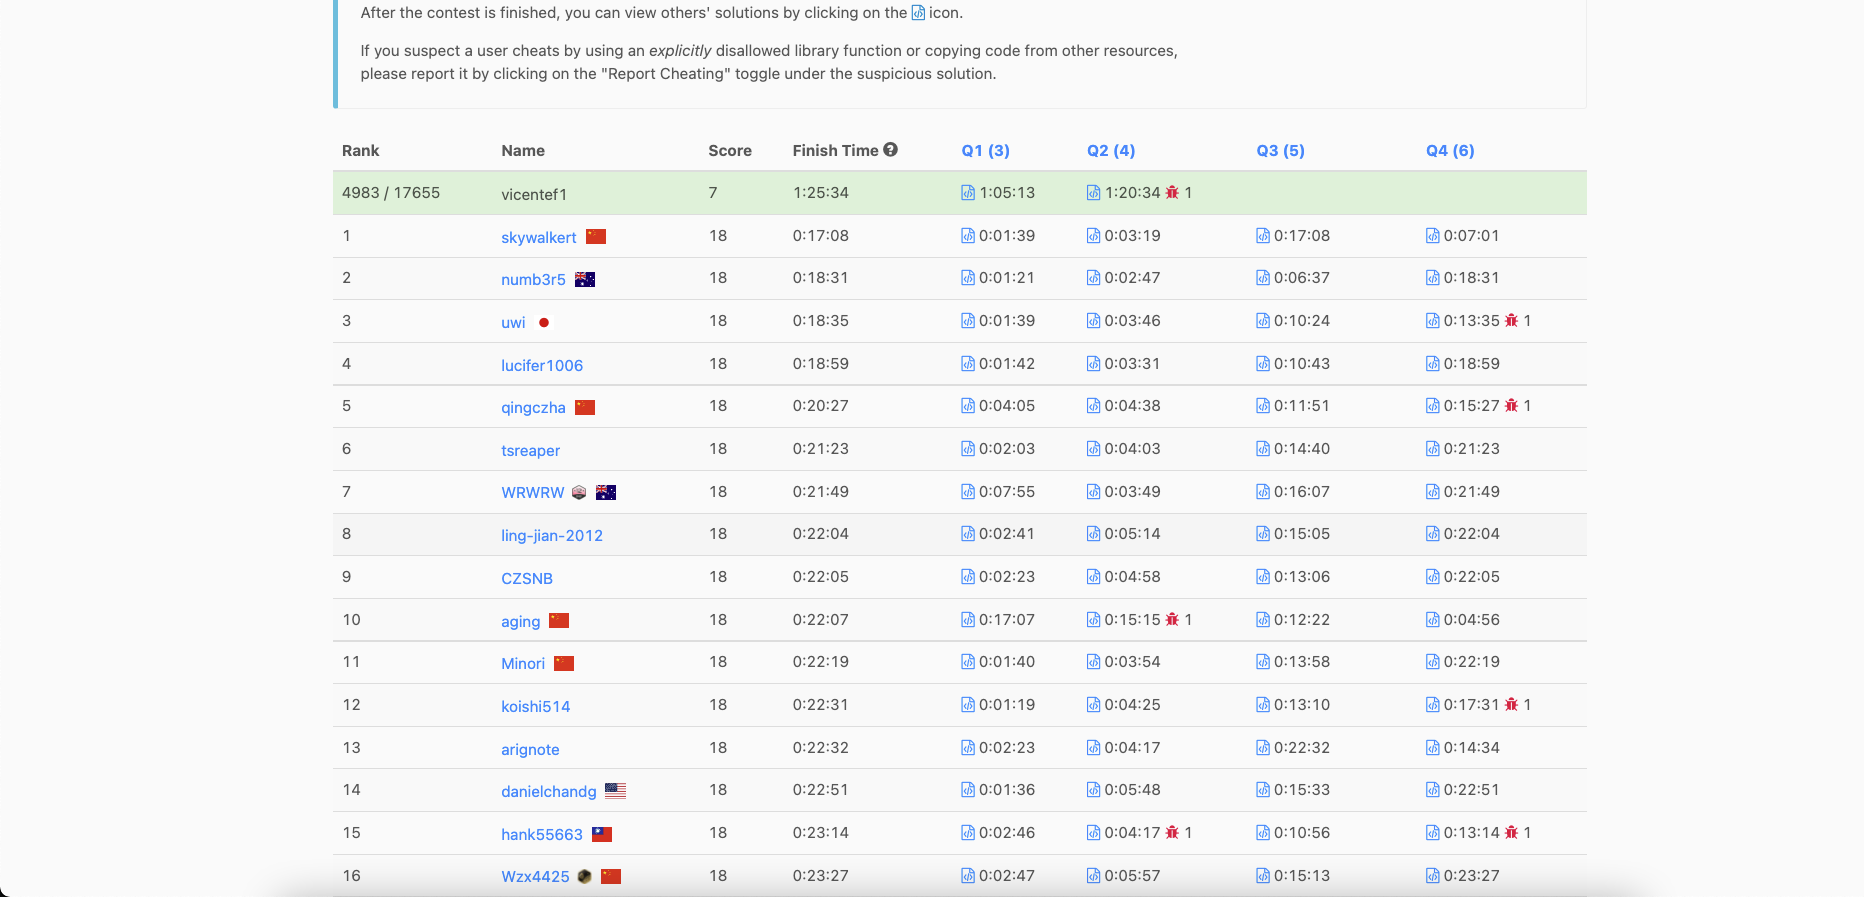 After the contest is finished, you can view others' solutions by clicking on the icon.
If you suspect a user cheats by using an explicitly disallowed library function or copying code from other resources,
please report it by clicking on the "Report Cheating" toggle under the suspicious solution.
Rank Name Score Finish Time Q1 (3) Q2 (4) Q3 (5) Q4 (6)
4983 / 17655 vicentef1 7 1:25:34 1:05:13 1:20:34 1
1 skywalkert 18 0:17:08 0:01:39 0:03:19 0:17:08 0:07:01
2 numb3r5 18 0:18:31 0:01:21 0:02:47 0:06:37 0:18:31
3 uwi 18 0:18:35 0:01:39 0:03:46 0:10:24 0:13:35 1
4 lucifer1006 18 0:18:59 0:01:42 0:03:31 0:10:43 0:18:59
5 qingczha 18 0:20:27 0:04:05 0:04:38 0:11:51 0:15:27 1
6 tsreaper 18 0:21:23 0:02:03 0:04:03 0:14:40 0:21:23
7 WRWRW 18 0:21:49 0:07:55 0:03:49 0:16:07 0:21:49
8 ling-jian-2012 18 0:22:04 0:02:41 0:05:14 0:15:05 0:22:04
9 CZSNB 18 0:22:05 0:02:23 0:04:58 0:13:06 0:22:05
10 aging 18 0:22:07 0:17:07 0:15:15 1 0:12:22 0:04:56
11 Minori 18 0:22:19 0:01:40 0:03:54 0:13:58 0:22:19
12 koishi514 18 0:22:31 0:01:19 0:04:25 0:13:10 0:17:31 1
13 arignote 18 0:22:32 0:02:23 0:04:17 0:22:32 0:14:34
14 danielchandg 18 0:22:51 0:01:36 0:05:48 0:15:33 0:22:51
15 hank55663 18 0:23:14 0:02:46 0:04:17 1 0:10:56 0:13:14 1
16 Wzx4425 18 0:23:27 0:02:47 0:05:57 0:15:13 0:23:27